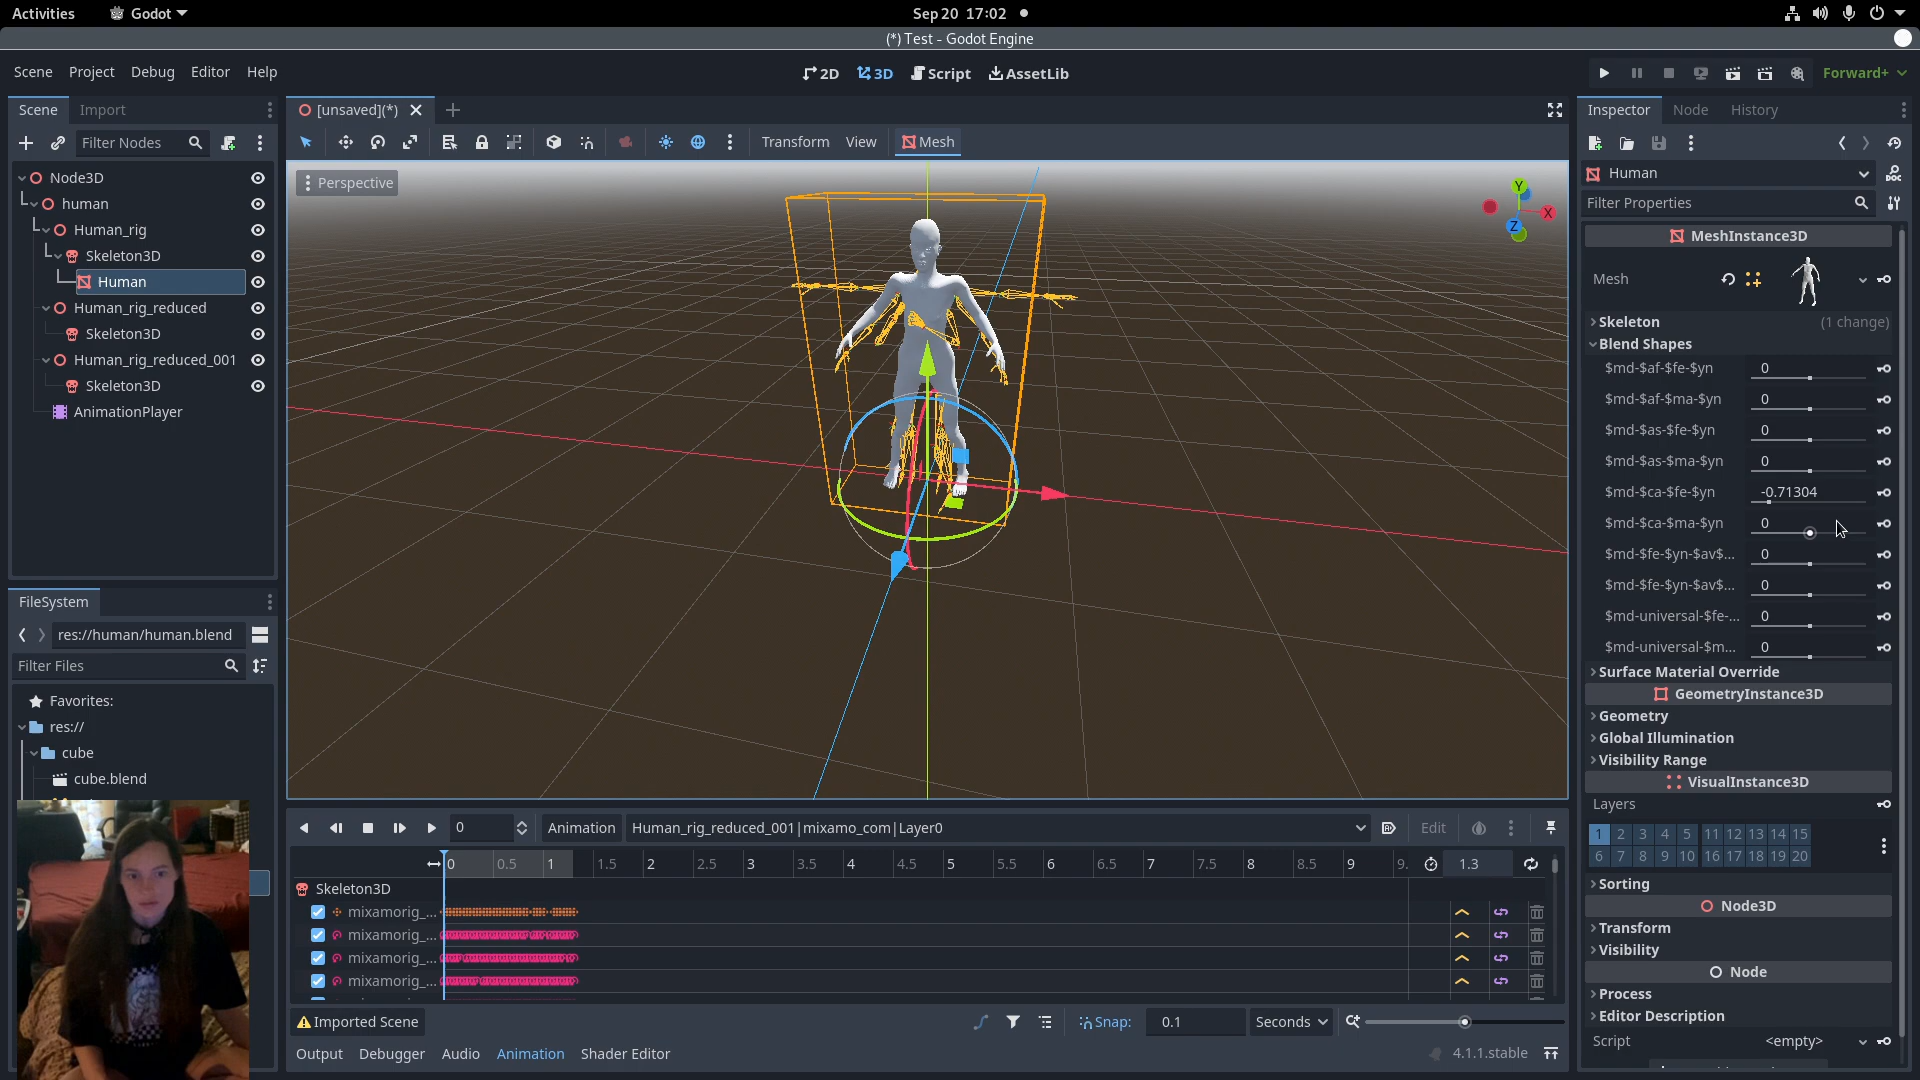 Activities
Godot
Sep 20 17:02
(*) Test - Godot Engine
Scene Project Debug Editor Help
2D 3D Script AssetLib
Forward+
Scene Import
Filter Nodes
Node3D
human
Human_rig
Skeleton3D
Human
Human_rig_reduced
Skeleton3D
Human_rig_reduced_001
Skeleton3D
AnimationPlayer
FileSystem
res://human/human.blend
Filter Files
Favorites:
res://
cube
cube.blend
[unsaved](*)
Transform View Mesh
Perspective
Y
X
Z
0 Animation Human_rig_reduced_001|mixamo_com|Layer0 Edit
0 0.5 1 1.5 2 2.5 3 3.5 4 4.5 5 5.5 6 6.5 7 7.5 8 8.5 9 9. 1.3
Skeleton3D
mixamorig_...
mixamorig_...
mixamorig_...
mixamorig_...
Imported Scene
Snap: 0.1 Seconds
Output Debugger Audio Animation Shader Editor
4.1.1.stable
Inspector Node History
Human
Filter Properties
MeshInstance3D
Mesh
Skeleton (1 change)
Blend Shapes
$md-$af-$fe-$yn 0
$md-$af-$ma-$yn 0
$md-$as-$fe-$yn 0
$md-$as-$ma-$yn 0
$md-$ca-$fe-$yn -0.71304
$md-$ca-$ma-$yn 0
$md-$fe-$yn-$av$... 0
$md-$fe-$yn-$av$... 0
$md-universal-$fe-... 0
$md-universal-$m... 0
Surface Material Override
GeometryInstance3D
Geometry
Global Illumination
Visibility Range
VisualInstance3D
Layers
1 2 3 4 5 11 12 13 14 15
6 7 8 9 10 16 17 18 19 20
Sorting
Node3D
Transform
Visibility
Node
Process
Editor Description
Script <empty>